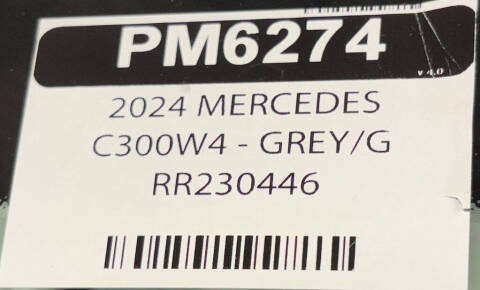 PM6274
v 4.0
2024 MERCEDES
C300W4 - GREY/G
RR230446